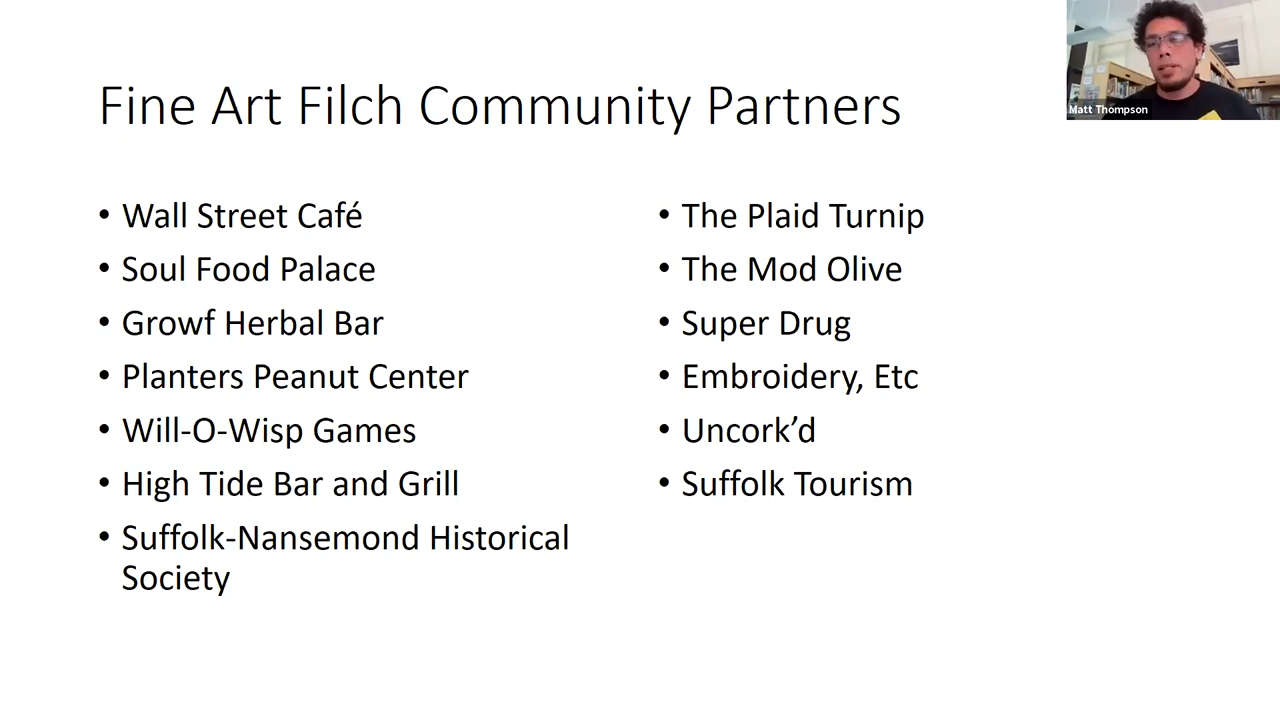 Fine Art Filch Community Partners
Matt Thompson
• Wall Street Café
• Soul Food Palace
• Growf Herbal Bar
• Planters Peanut Center
• Will-O-Wisp Games
• High Tide Bar and Grill
• Suffolk-Nansemond Historical
Society
• The Plaid Turnip
• The Mod Olive
• Super Drug
• Embroidery, Etc
• Uncork’d
• Suffolk Tourism